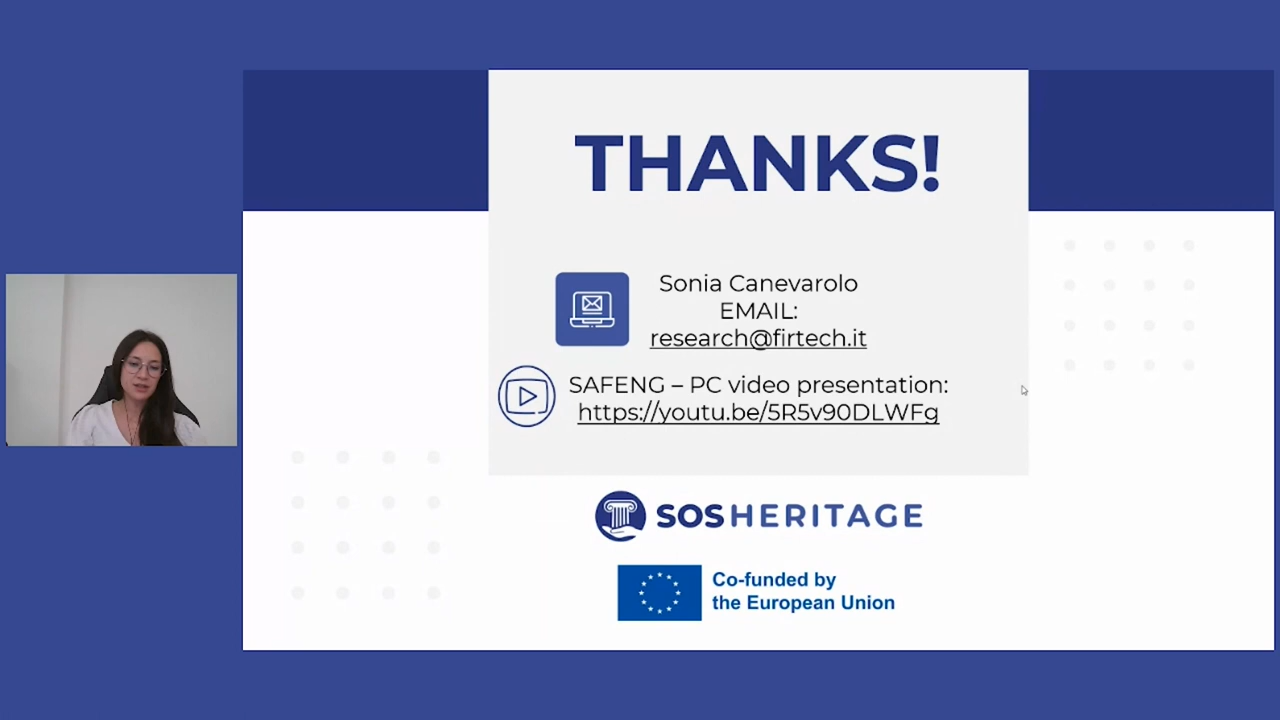 THANKS!
Sonia Canevarolo
EMAIL:
research@firtech.it
SAFENG – PC video presentation:
https://youtu.be/5R5v90DLWFg
SOSHERITAGE
Co-funded by
the European Union